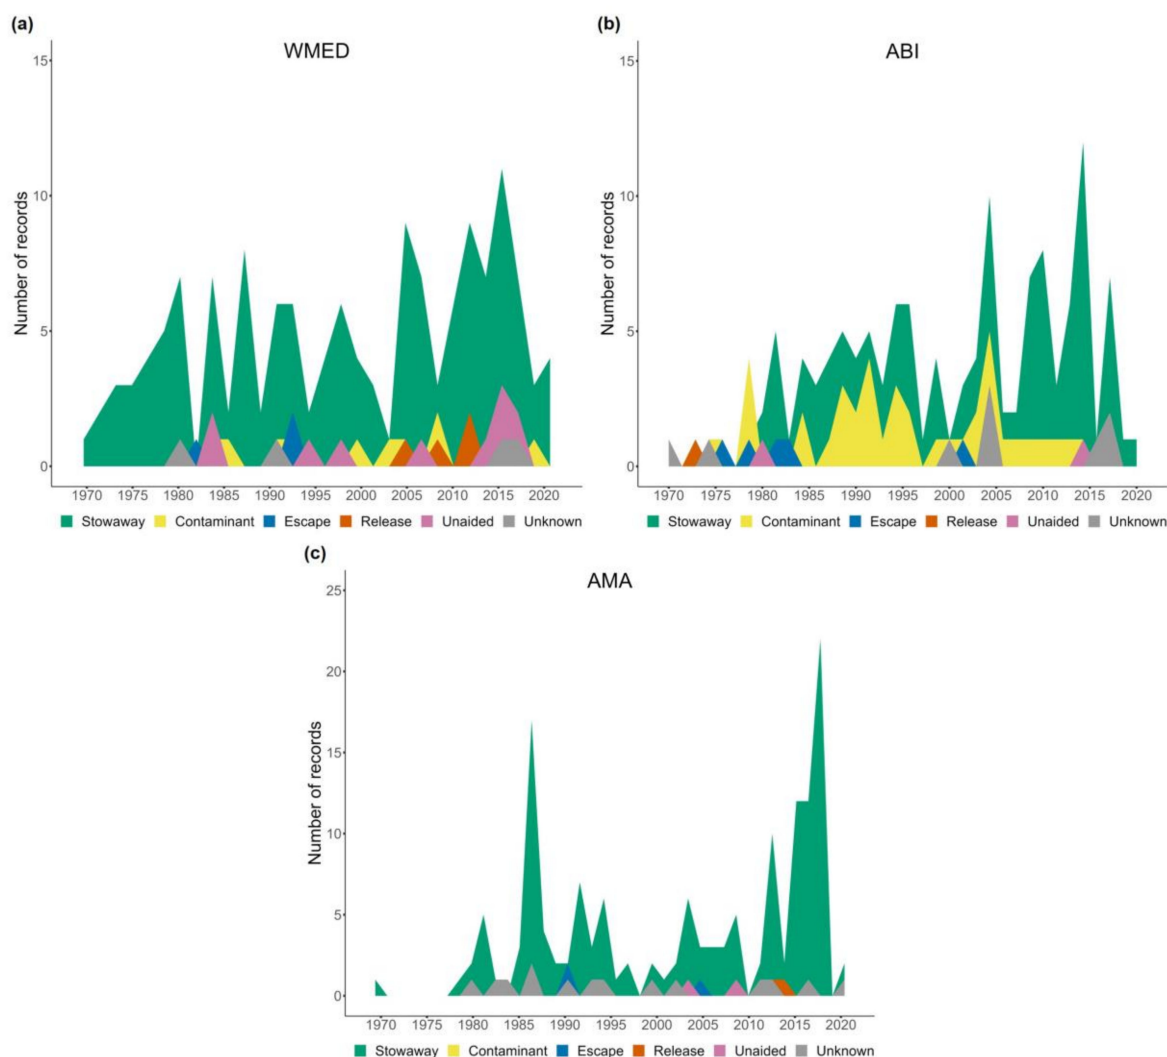 (a)
WMED
Number of records
15
10
5
0
1970 1975 1980 1985 1990 1995 2000 2005 2010 2015 2020
Stowaway Contaminant Escape Release Unaided Unknown
(b)
ABI
Number of records
15
10
5
0
1970 1975 1980 1985 1990 1995 2000 2005 2010 2015 2020
Stowaway Contaminant Escape Release Unaided Unknown
(c)
AMA
Number of records
25
20
15
10
5
0
1970 1975 1980 1985 1990 1995 2000 2005 2010 2015 2020
Stowaway Contaminant Escape Release Unaided Unknown